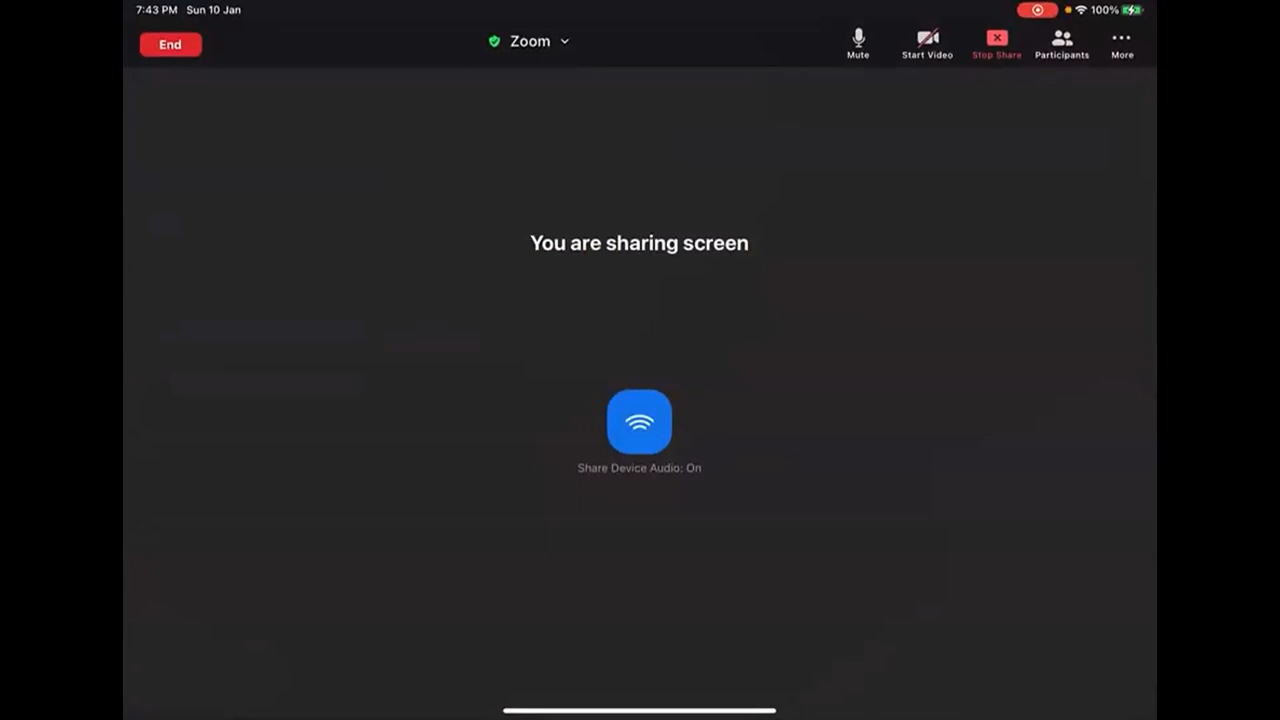 7:43 PM Sun 10 Jan 100%
End Zoom Mute Start Video Stop Share Participants More
You are sharing screen
Share Device Audio: On